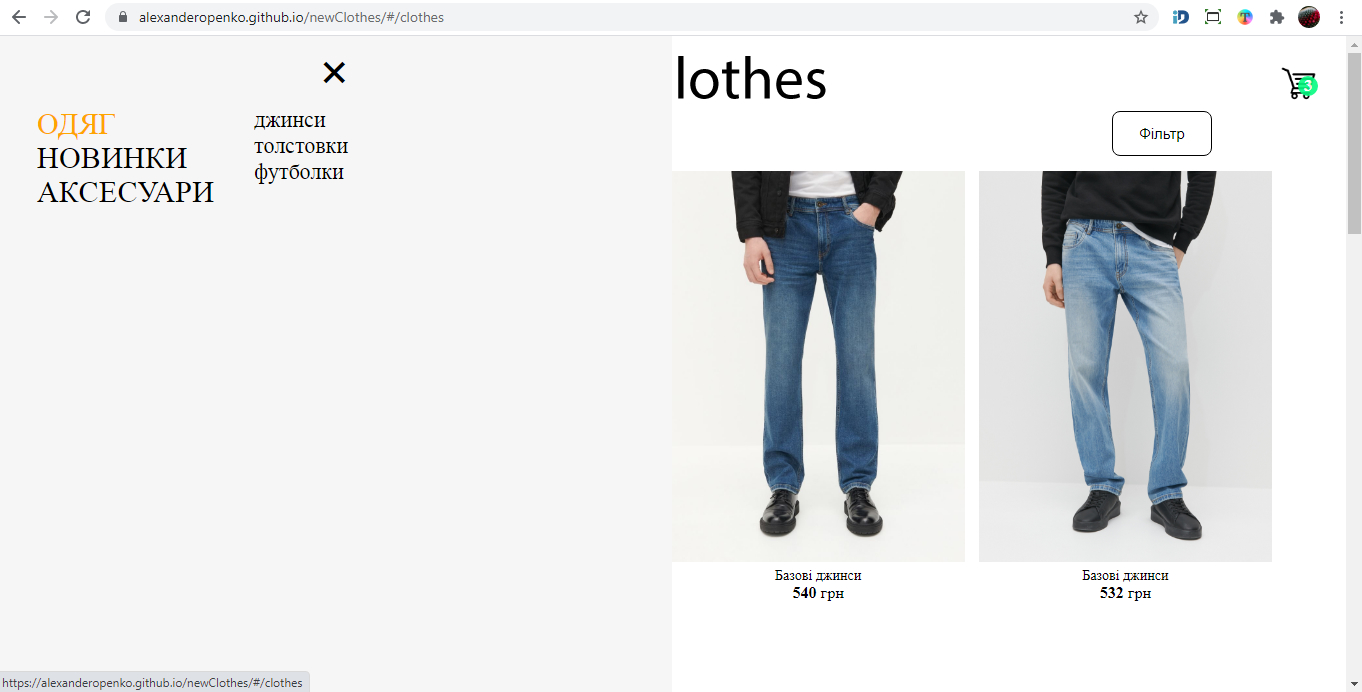 alexanderopenko.github.io/newClothes/#/clothes
lothes
3
ОДЯГ
НОВИНКИ
АКСЕСУАРИ
джинси
толстовки
футболки
Фільтр
Базові джинси
540 грн
Базові джинси
532 грн
https://alexanderopenko.github.io/newClothes/#/clothes